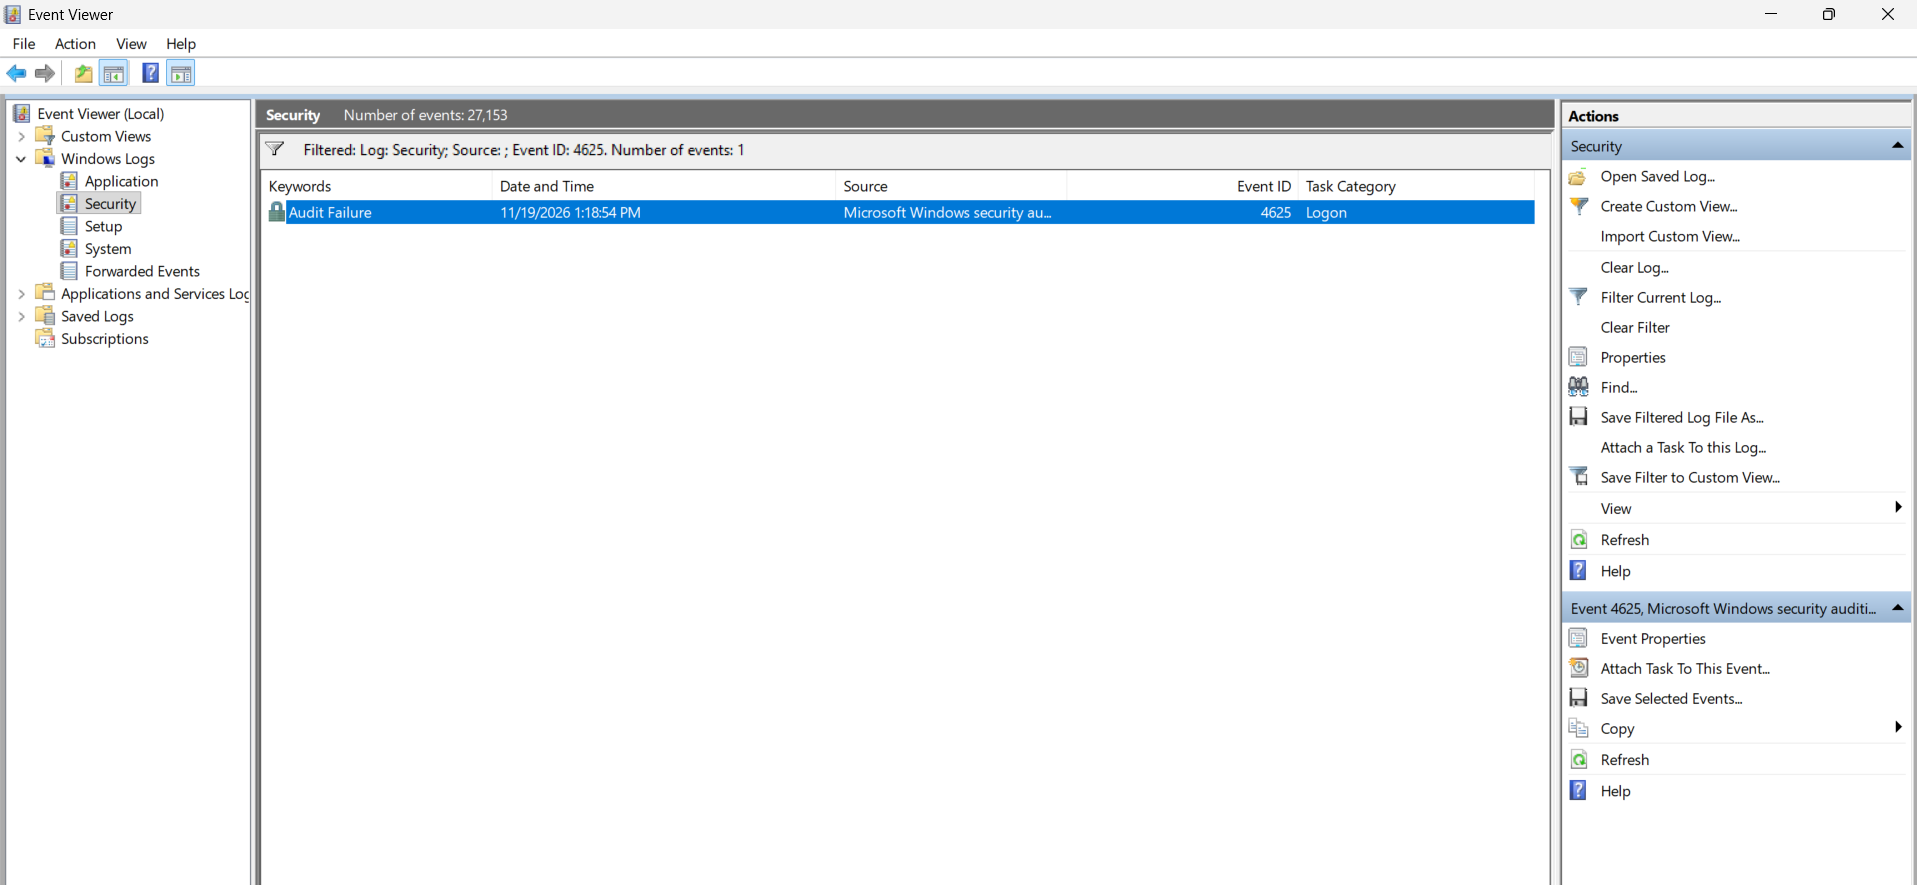 Event Viewer
File Action View Help
Event Viewer (Local)
Custom Views
Windows Logs
Application
Security
Setup
System
Forwarded Events
Applications and Services Log
Saved Logs
Subscriptions
Security Number of events: 27,153
Filtered: Log: Security; Source: ; Event ID: 4625. Number of events: 1
Keywords Date and Time Source Event ID Task Category
Audit Failure 11/19/2026 1:18:54 PM Microsoft Windows security au... 4625 Logon
Actions
Security
Open Saved Log...
Create Custom View...
Import Custom View...
Clear Log...
Filter Current Log...
Clear Filter
Properties
Find...
Save Filtered Log File As...
Attach a Task To this Log...
Save Filter to Custom View...
View
Refresh
Help
Event 4625, Microsoft Windows security auditi...
Event Properties
Attach Task To This Event...
Save Selected Events...
Copy
Refresh
Help